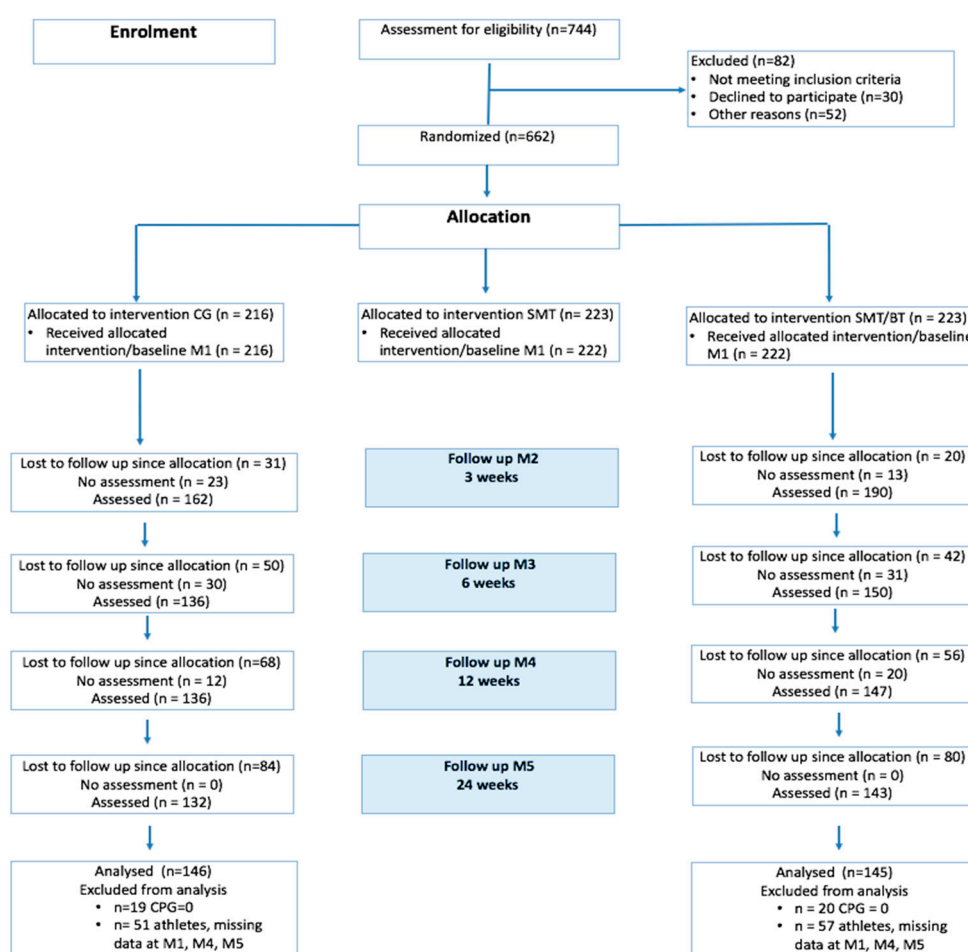 Enrolment
Assessment for eligibility (n=744)
Excluded (n=82)
• Not meeting inclusion criteria
• Declined to participate (n=30)
• Other reasons (n=52)
Randomized (n=662)
Allocation
Allocated to intervention CG (n = 216)
• Received allocated
intervention/baseline M1 (n = 216)
Allocated to intervention SMT (n= 223)
• Received allocated
intervention/baseline M1 (n = 222)
Allocated to intervention SMT/BT (n = 223)
• Received allocated intervention/baseline
M1 (n = 222)
Lost to follow up since allocation (n = 31)
No assessment (n = 23)
Assessed (n = 162)
Follow up M2
3 weeks
Lost to follow up since allocation (n = 20)
No assessment (n = 13)
Assessed (n = 190)
Lost to follow up since allocation (n = 50)
No assessment (n = 30)
Assessed (n =136)
Follow up M3
6 weeks
Lost to follow up since allocation (n = 42)
No assessment (n = 31)
Assessed (n = 150)
Lost to follow up since allocation (n=68)
No assessment (n = 12)
Assessed (n = 136)
Follow up M4
12 weeks
Lost to follow up since allocation (n = 56)
No assessment (n = 20)
Assessed (n = 147)
Lost to follow up since allocation (n=84)
No assessment (n = 0)
Assessed (n = 132)
Follow up M5
24 weeks
Lost to follow up since allocation (n = 80)
No assessment (n = 0)
Assessed (n = 143)
Analysed (n=146)
Excluded from analysis
• n=19 CPG=0
• n= 51 athletes, missing
data at M1, M4, M5
Analysed (n=145)
Excluded from analysis
• n = 20 CPG = 0
• n = 57 athletes, missing
data at M1, M4, M5